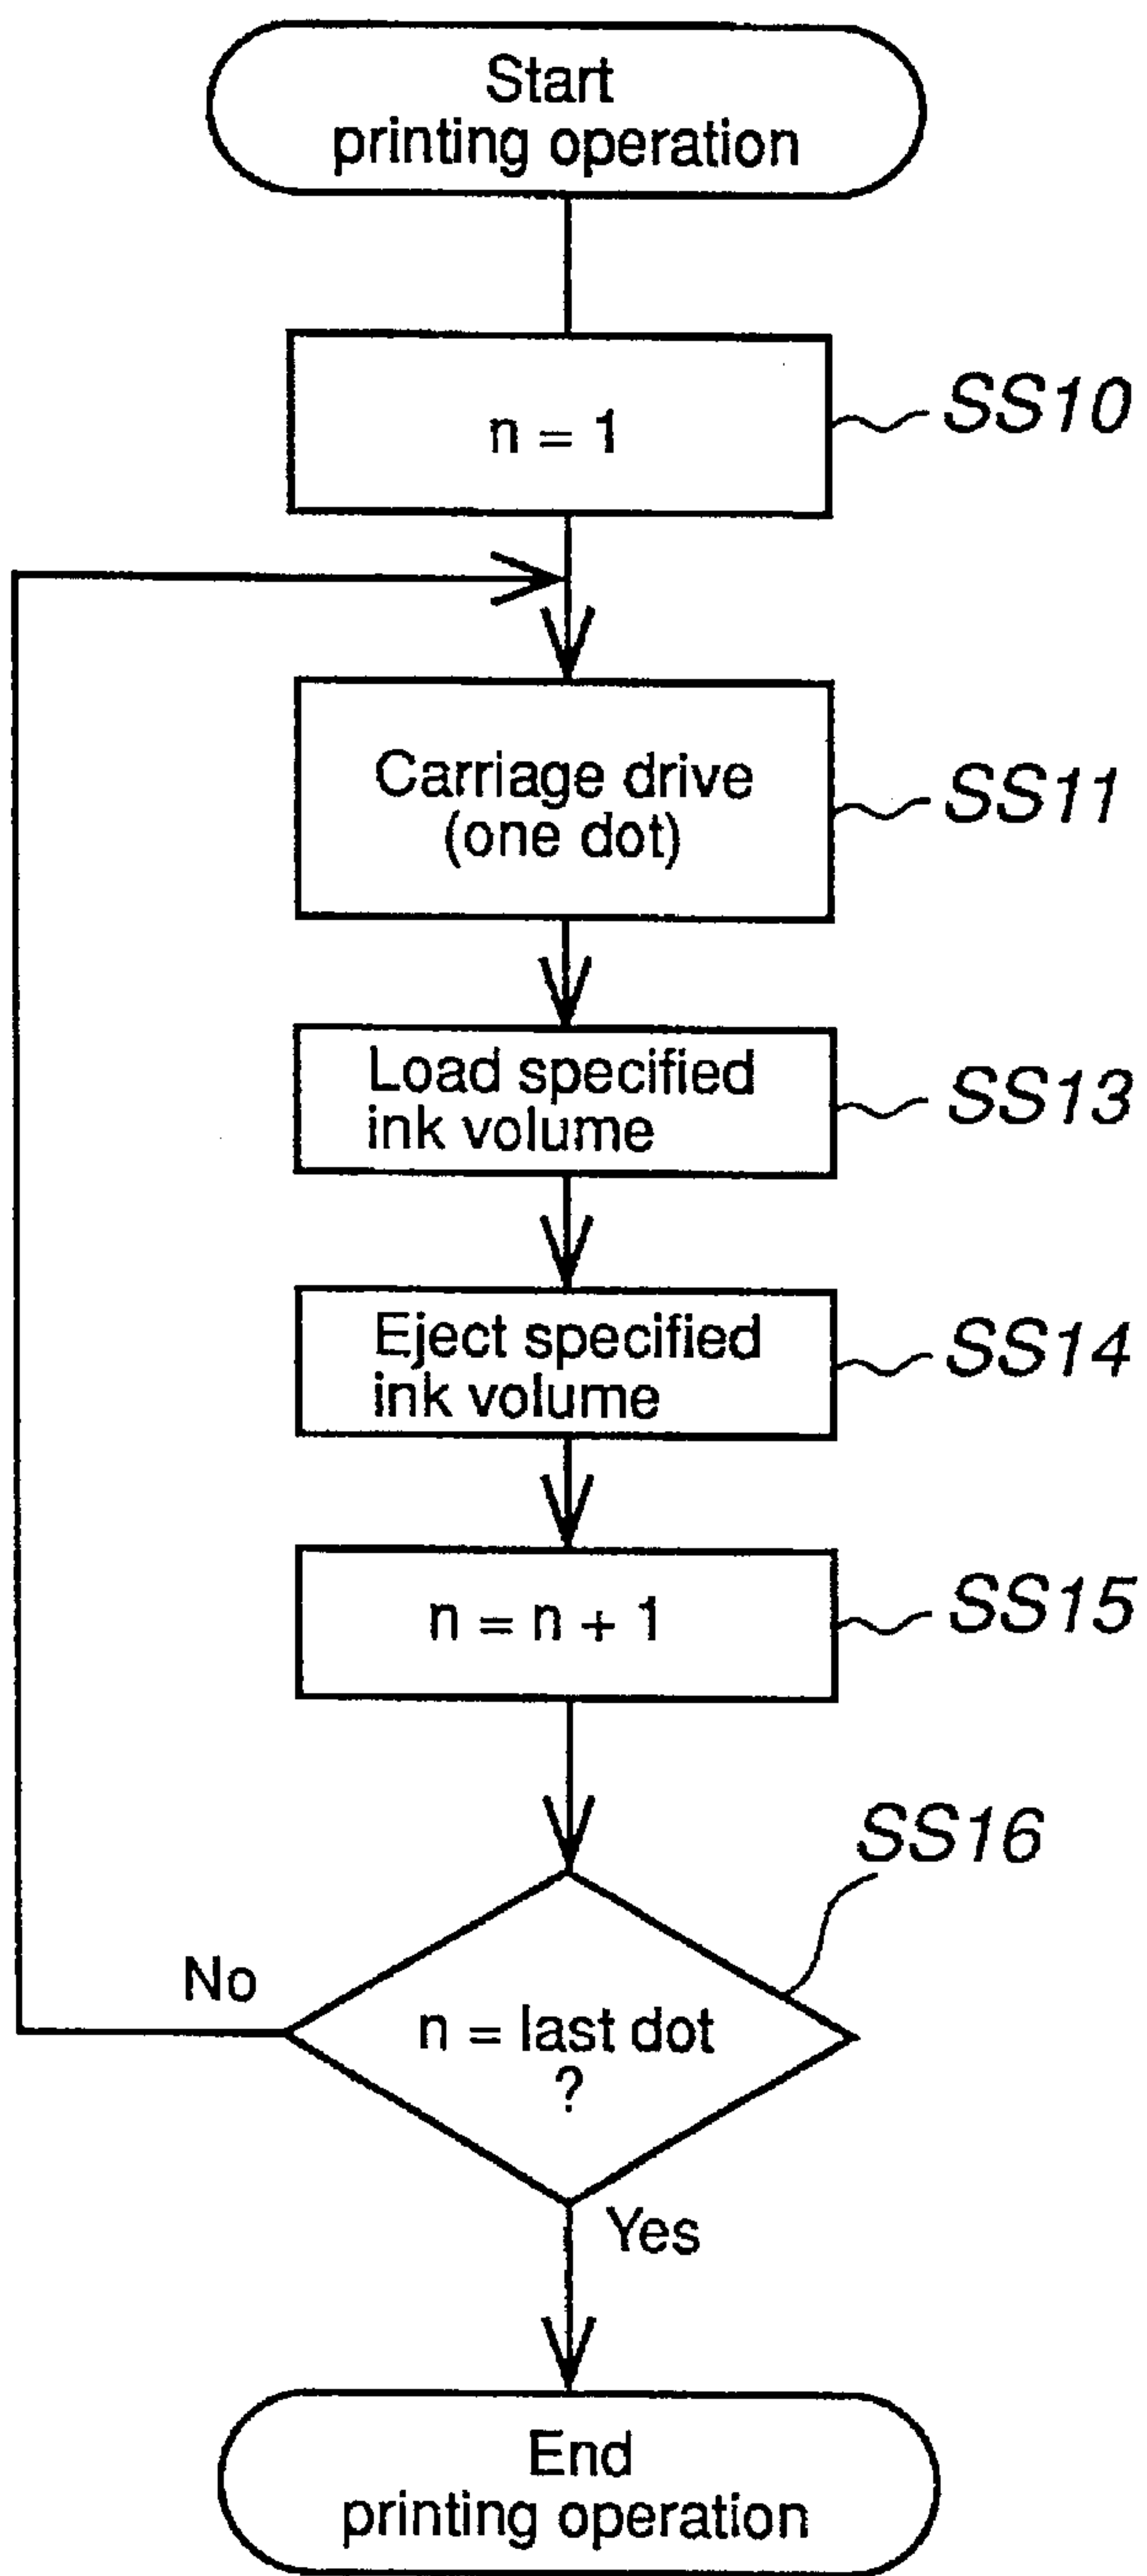 Start
printing operation
n = 1
SS10
Carriage drive
(one dot)
SS11
Load specified
ink volume
SS13
Eject specified
ink volume
SS14
n = n + 1
SS15
SS16
No
n = last dot
?
Yes
End
printing operation